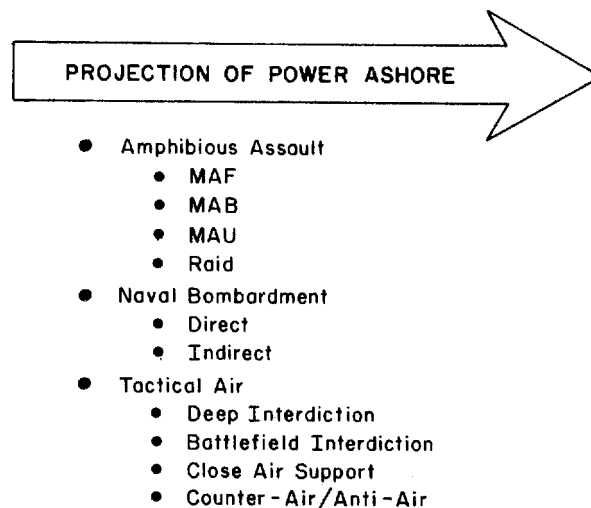 PROJECTION OF POWER ASHORE
• Amphibious Assault
• MAF
• MAB
• MAU
• Raid
• Naval Bombardment
• Direct
• Indirect
• Tactical Air
• Deep Interdiction
• Battlefield Interdiction
• Close Air Support
• Counter-Air/Anti-Air